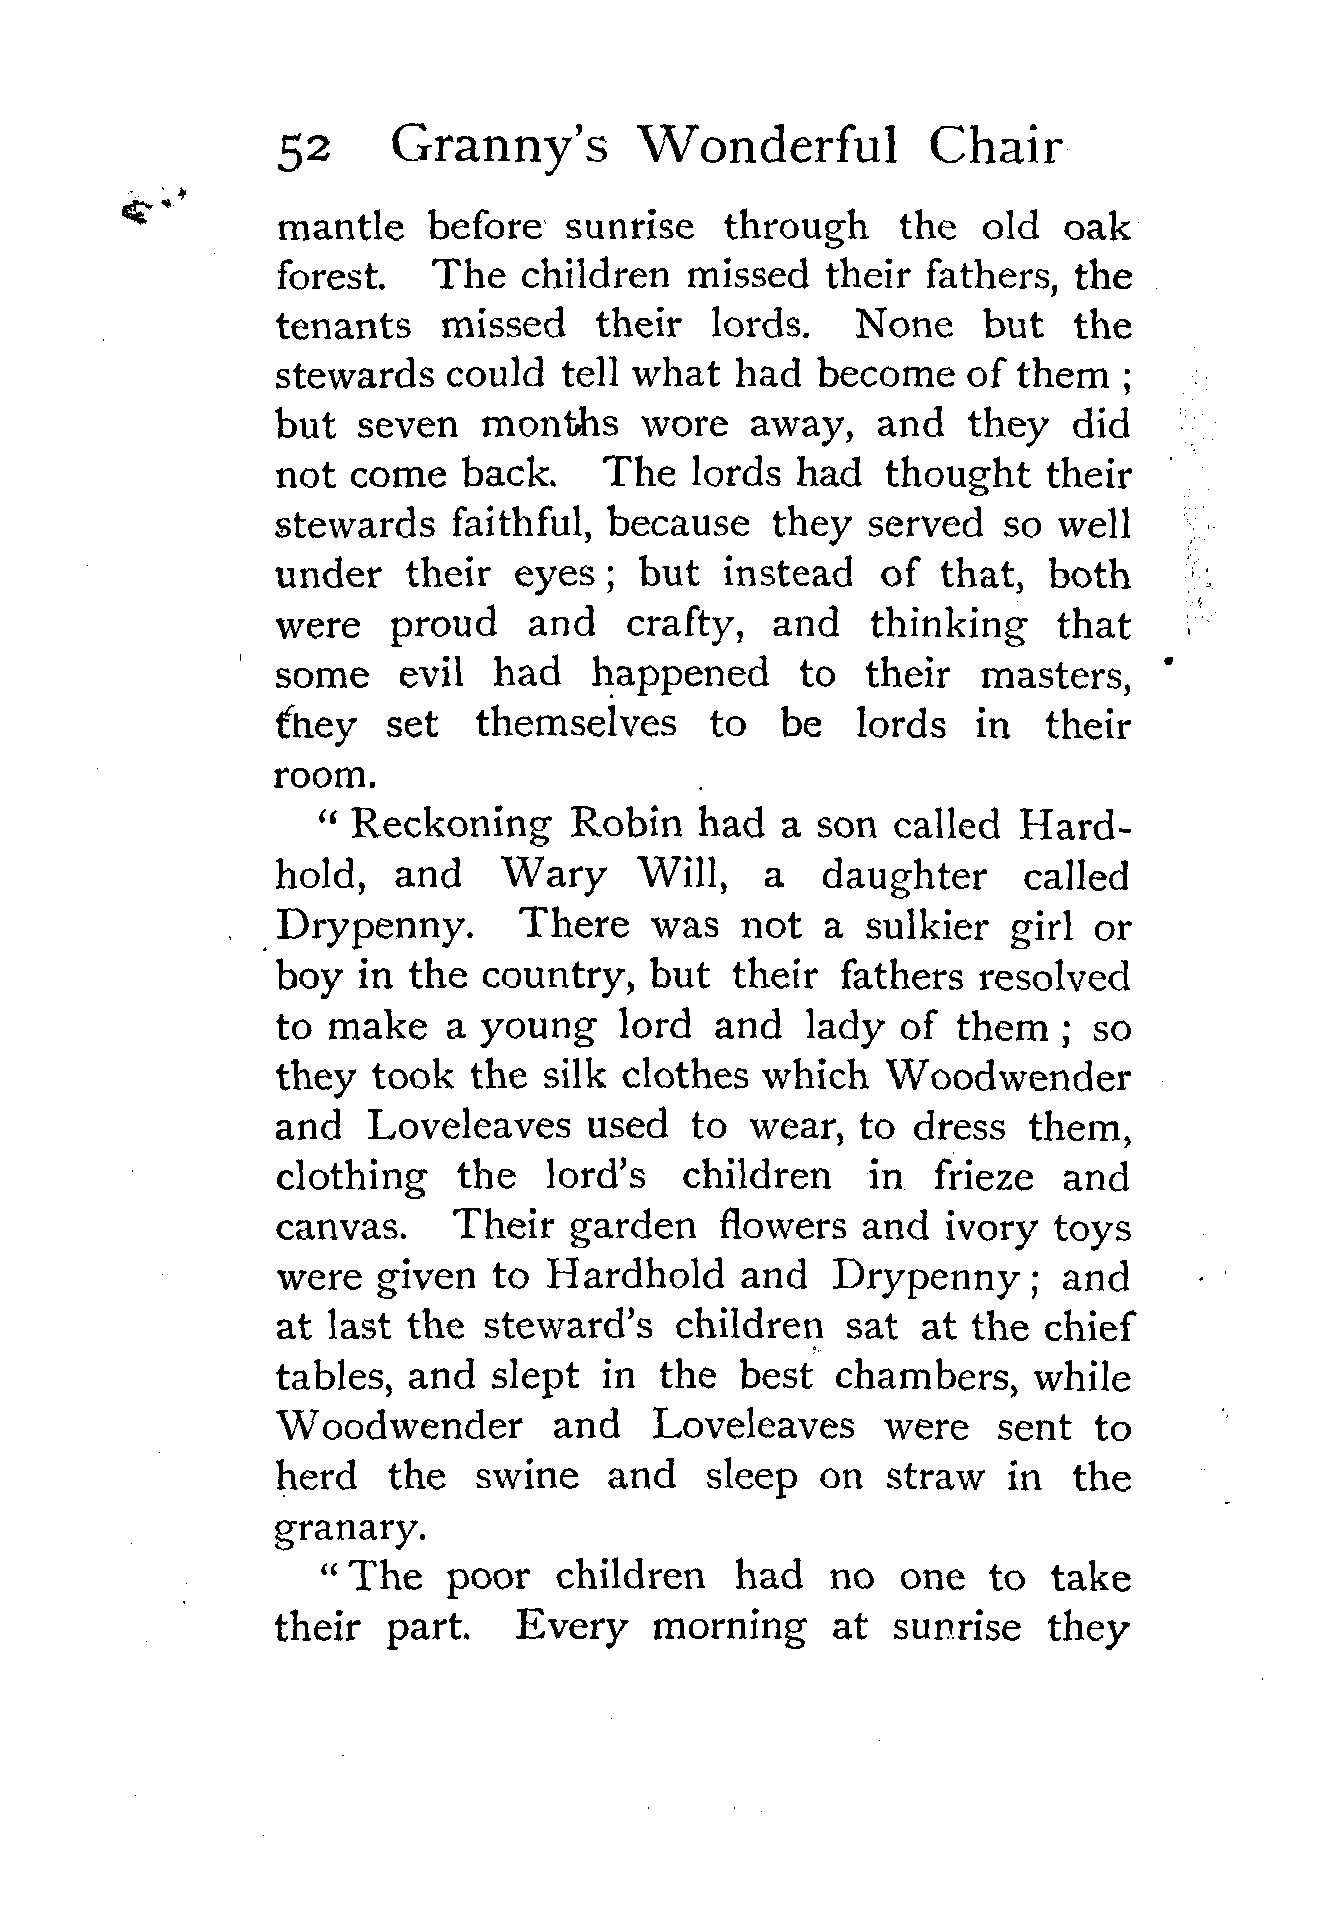 52 Granny's Wonderful Chair
mantle before sunrise through the old oak
forest. The children missed their fathers, the
tenants missed their lords. None but the
stewards could tell what had become of them ;
but seven months wore away, and they did
not come back. The lords had thought their
stewards faithful, because they served so well
under their eyes ; but instead of that, both
were proud and crafty, and thinking that
some evil had happened to their masters,
they set themselves to be lords in their
room.
" Reckoning Robin had a son called Hard-
hold, and Wary Will, a daughter called
Drypenny. There was not a sulkier girl or
boy in the country, but their fathers resolved
to make a young lord and lady of them ; so
they took the silk clothes which Woodwender
and Loveleaves used to wear, to dress them,
clothing the lord's children in frieze and
canvas. Their garden flowers and ivory toys
were given to Hardhold and Drypenny ; and
at last the steward's children sat at the chief
tables, and slept in the best chambers, while
Woodwender and Loveleaves were sent to
herd the swine and sleep on straw in the
granary.
" The poor children had no one to take
their part. Every morning at sunrise they